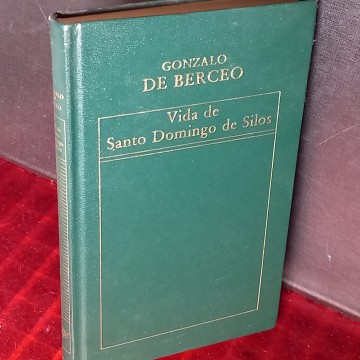 GONZALO
DE BERCEO
Vida de
Santo Domingo de Silos